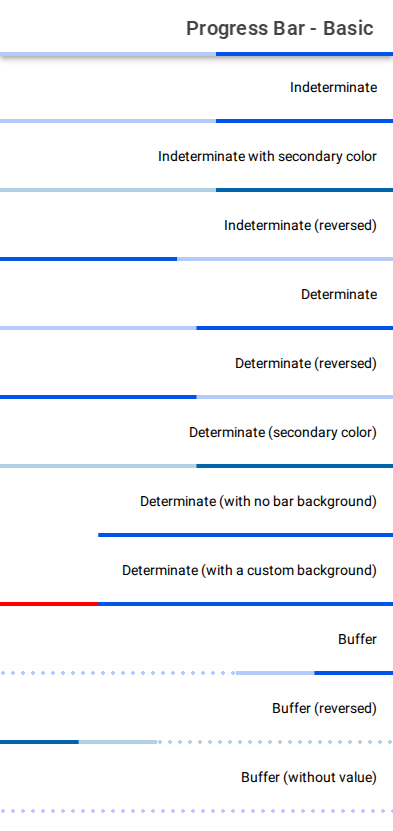 Progress Bar - Basic
Indeterminate
Indeterminate with secondary color
Indeterminate (reversed)
Determinate
Determinate (reversed)
Determinate (secondary color)
Determinate (with no bar background)
Determinate (with a custom background)
Buffer
Buffer (reversed)
Buffer (without value)